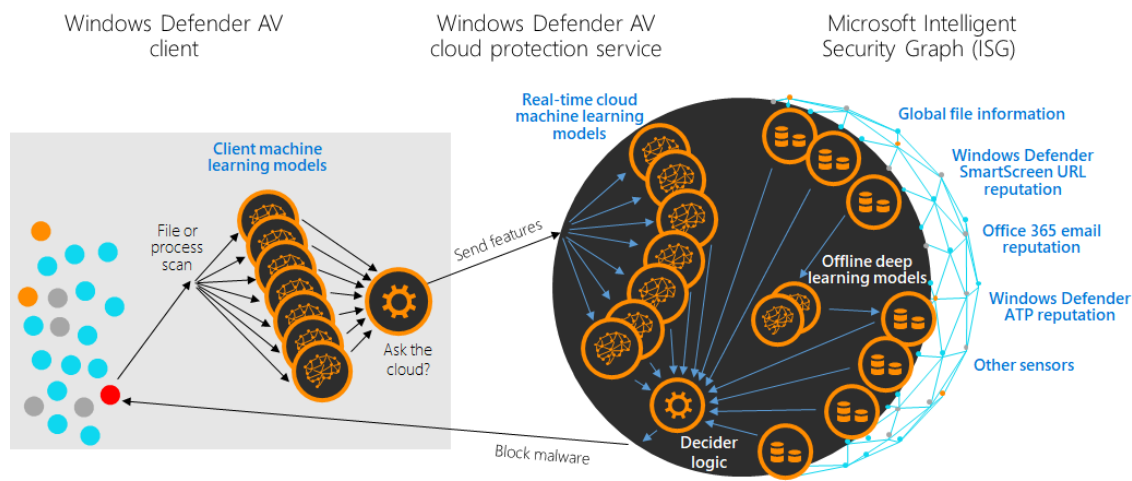 Windows Defender AV
client
Windows Defender AV
cloud protection service
Microsoft Intelligent
Security Graph (ISG)
Client machine
learning models
File or
process
scan
Ask the
cloud?
Send features
Real-time cloud
machine learning
models
Offline deep
learning models
Decider
logic
Block malware
Global file information
Windows Defender
SmartScreen URL
reputation
Office 365 email
reputation
Windows Defender
ATP reputation
Other sensors